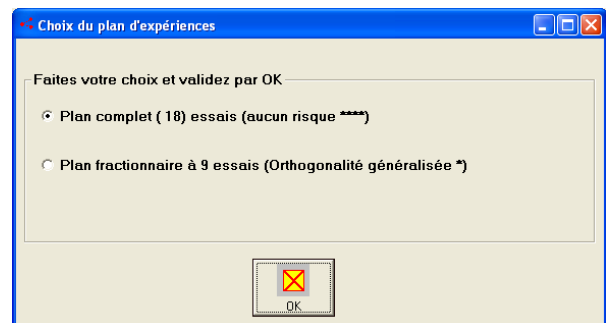 Choix du plan d'expériences
Faites votre choix et validez par OK
Plan complet ( 18) essais (aucun risque ****)
Plan fractionnaire à 9 essais (Orthogonalité généralisée *)
OK